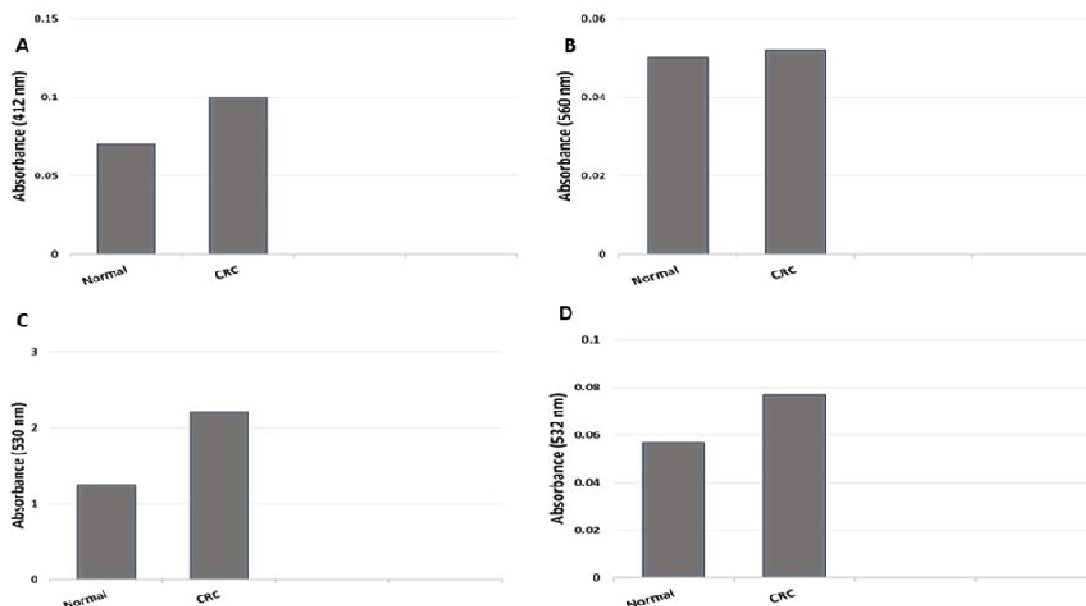 A
Absorbance (412 nm)
0.15
0.1
0.05
0
Normal
CRC
B
Absorbance (560 nm)
0.06
0.04
0.02
0
Normal
CRC
C
Absorbance (530 nm)
3
2
1
0
Normal
CRC
D
Absorbance (532 nm)
0.1
0.08
0.06
0.04
0.02
0
Normal
CRC